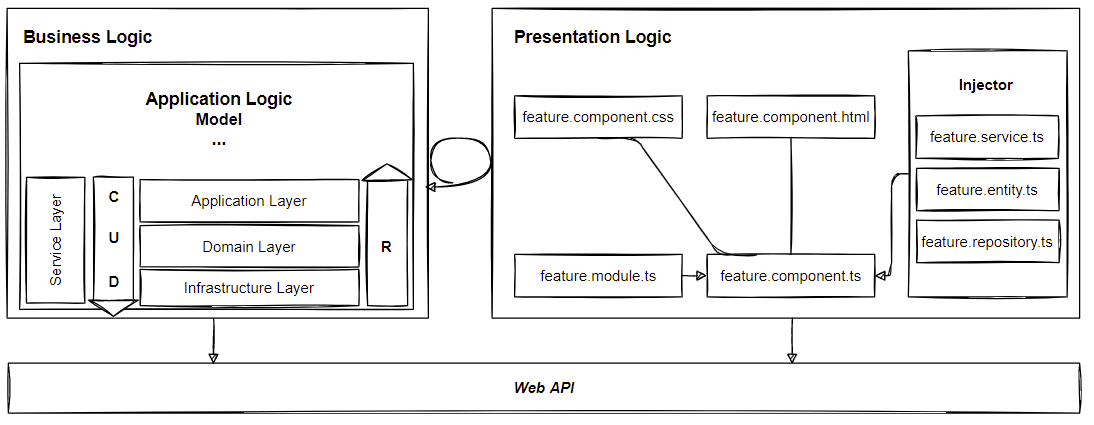 Business Logic
Application Logic
Model
...
Service Layer
C
U
D
Application Layer
Domain Layer
Infrastructure Layer
R
Presentation Logic
feature.component.css
feature.component.html
feature.module.ts
feature.component.ts
Injector
feature.service.ts
feature.entity.ts
feature.repository.ts
Web API